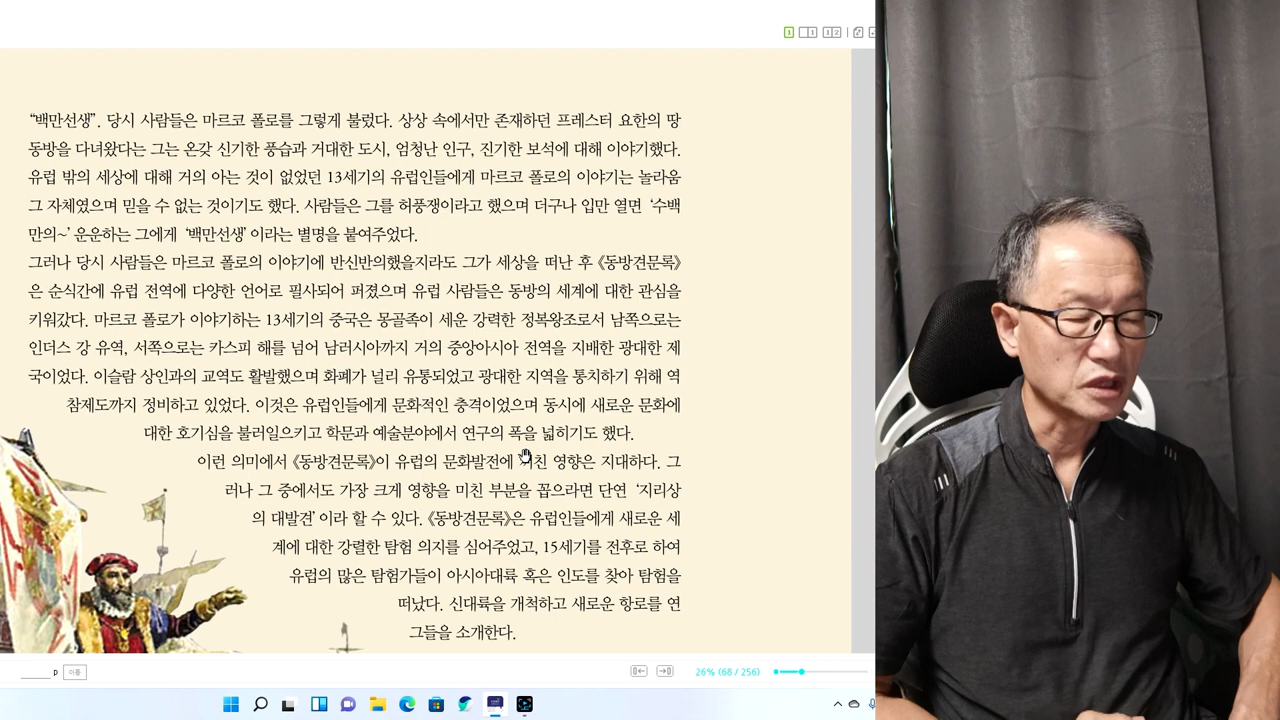 “백만선생”. 당시 사람들은 마르코 폴로를 그렇게 불렀다. 상상 속에서만 존재하던 프레스터 요한의 땅
동방을 다녀왔다는 그는 온갖 신기한 풍습과 거대한 도시, 엄청난 인구, 진기한 보석에 대해 이야기했다.
유럽 밖의 세상에 대해 거의 아는 것이 없었던 13세기의 유럽인들에게 마르코 폴로의 이야기는 놀라움
그 자체였으며 믿을 수 없는 것이기도 했다. 사람들은 그를 허풍쟁이라고 했으며 더구나 입만 열면 ‘수백
만의~’ 운운하는 그에게 ‘백만선생’이라는 별명을 붙여주었다.
그러나 당시 사람들은 마르코 폴로의 이야기에 반신반의했을지라도 그가 세상을 떠난 후 《동방견문록》
은 순식간에 유럽 전역에 다양한 언어로 필사되어 퍼졌으며 유럽 사람들은 동방의 세계에 대한 관심을
키워갔다. 마르코 폴로가 이야기하는 13세기의 중국은 몽골족이 세운 강력한 정복왕조로서 남쪽으로는
인더스 강 유역, 서쪽으로는 카스피 해를 넘어 남러시아까지 거의 중앙아시아 전역을 지배한 광대한 제
국이었다. 이슬람 상인과의 교역도 활발했으며 화폐가 널리 유통되었고 광대한 지역을 통치하기 위해 역
참제도까지 정비하고 있었다. 이것은 유럽인들에게 문화적인 충격이었으며 동시에 새로운 문화에
대한 호기심을 불러일으키고 학문과 예술분야에서 연구의 폭을 넓히기도 했다.
이런 의미에서 《동방견문록》이 유럽의 문화발전에 미친 영향은 지대하다. 그
러나 그 중에서도 가장 크게 영향을 미친 부분을 꼽으라면 단연 ‘지리상
의 대발견’이라 할 수 있다. 《동방견문록》은 유럽인들에게 새로운 세
계에 대한 강렬한 탐험 의지를 심어주었고, 15세기를 전후로 하여
유럽의 많은 탐험가들이 아시아대륙 혹은 인도를 찾아 탐험을
떠났다. 신대륙을 개척하고 새로운 항로를 연
그들을 소개한다.
p 이동 26% (68 / 256)